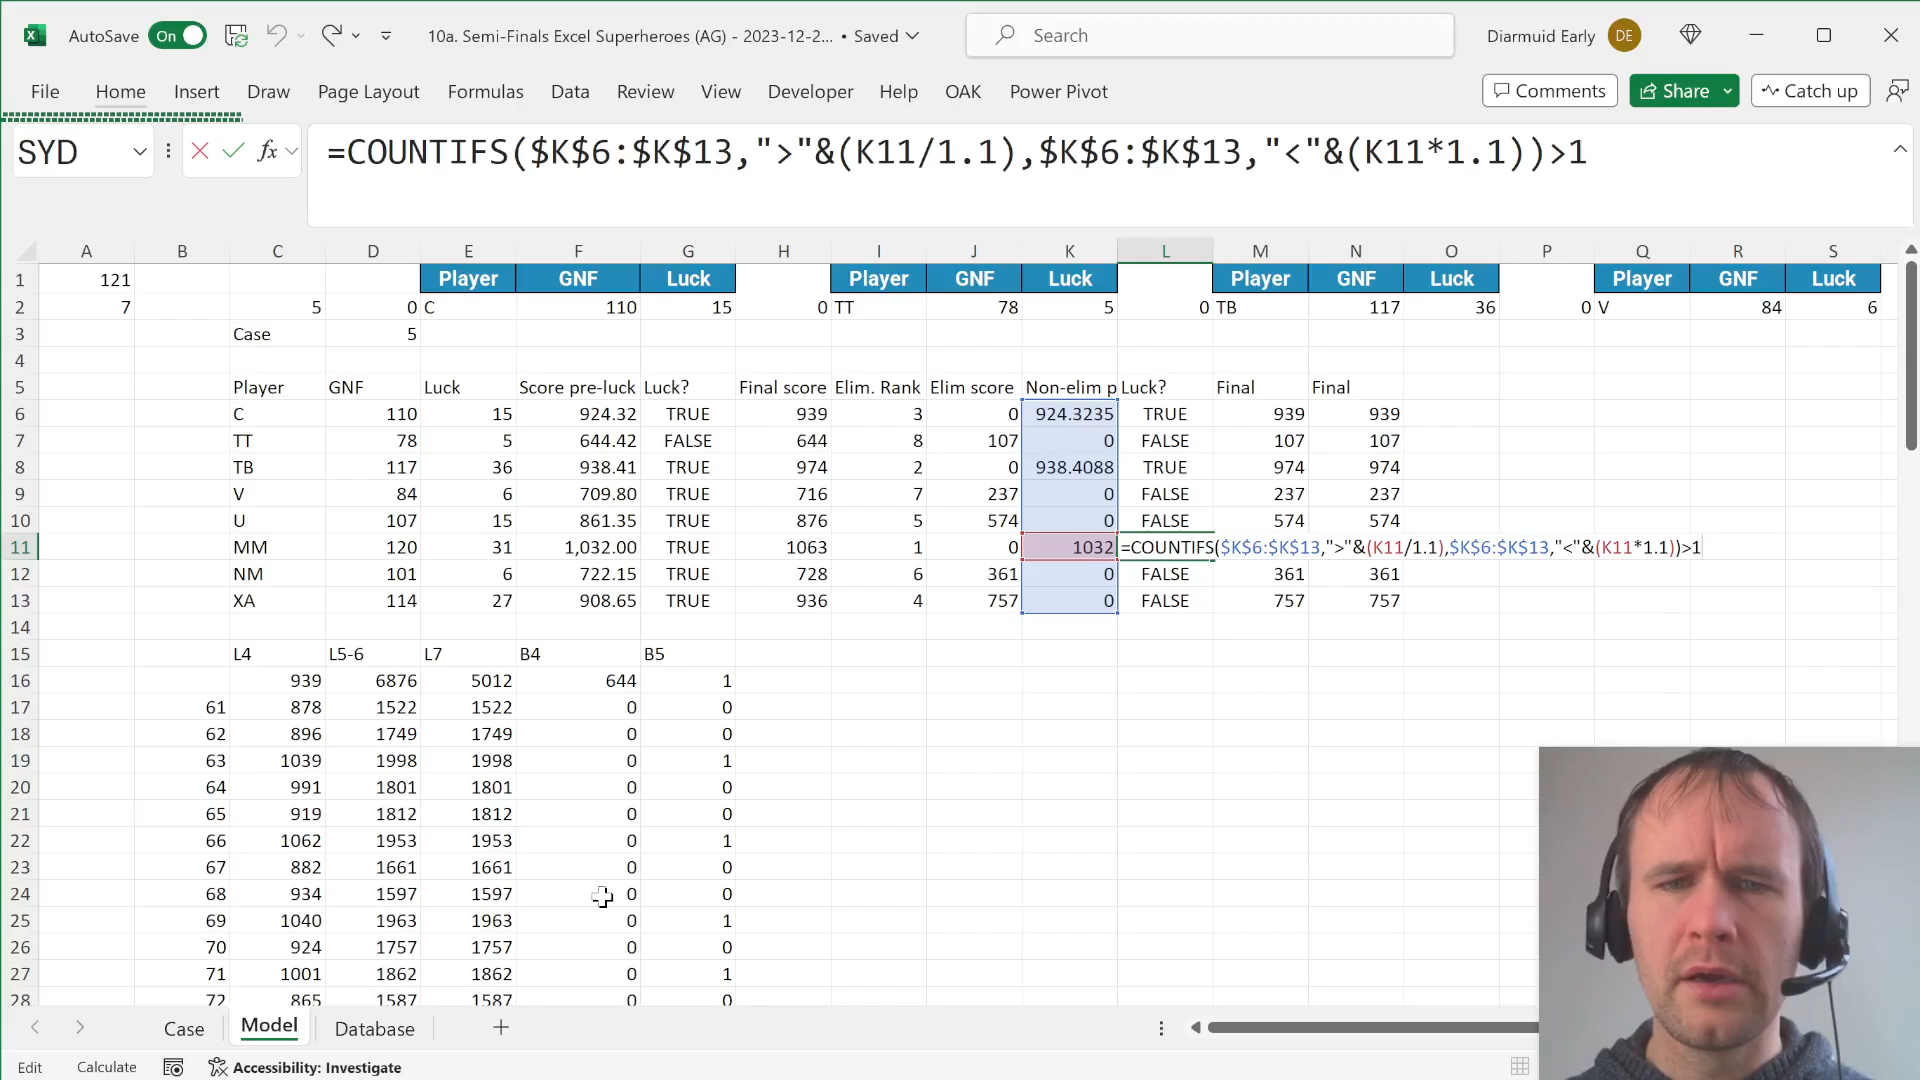 AutoSave On 10a. Semi-Finals Excel Superheroes (AG) - 2023-12-2... • Saved Search Diarmuid Early DE
File Home Insert Draw Page Layout Formulas Data Review View Developer Help OAK Power Pivot Comments Share Catch up
SYD fx =COUNTIFS($K$6:$K$13,">"&(K11/1.1),$K$6:$K$13,"<"&(K11*1.1))>1
A B C D E F G H I J K L M N O P Q R S
1 121 Player GNF Luck Player GNF Luck Player GNF Luck Player GNF Luck
2 7 5 0 C 110 15 0 TT 78 5 0 TB 117 36 0 V 84 6
3 Case 5
4
5 Player GNF Luck Score pre-luck Luck? Final score Elim. Rank Elim score Non-elim p Luck? Final Final
6 C 110 15 924.32 TRUE 939 3 0 924.3235 TRUE 939 939
7 TT 78 5 644.42 FALSE 644 8 107 0 FALSE 107 107
8 TB 117 36 938.41 TRUE 974 2 0 938.4088 TRUE 974 974
9 V 84 6 709.80 TRUE 716 7 237 0 FALSE 237 237
10 U 107 15 861.35 TRUE 876 5 574 0 FALSE 574 574
11 MM 120 31 1,032.00 TRUE 1063 1 0 1032 =COUNTIFS($K$6:$K$13,">"&(K11/1.1),$K$6:$K$13,"<"&(K11*1.1))>1
12 NM 101 6 722.15 TRUE 728 6 361 0 FALSE 361 361
13 XA 114 27 908.65 TRUE 936 4 757 0 FALSE 757 757
14
15 L4 L5-6 L7 B4 B5
16 939 6876 5012 644 1
17 61 878 1522 1522 0 0
18 62 896 1749 1749 0 0
19 63 1039 1998 1998 0 1
20 64 991 1801 1801 0 0
21 65 919 1812 1812 0 0
22 66 1062 1953 1953 0 1
23 67 882 1661 1661 0 0
24 68 934 1597 1597 0 0
25 69 1040 1963 1963 0 1
26 70 924 1757 1757 0 0
27 71 1001 1862 1862 0 1
28 72 865 1587 1587 0 0
Case Model Database
Edit Calculate Accessibility: Investigate